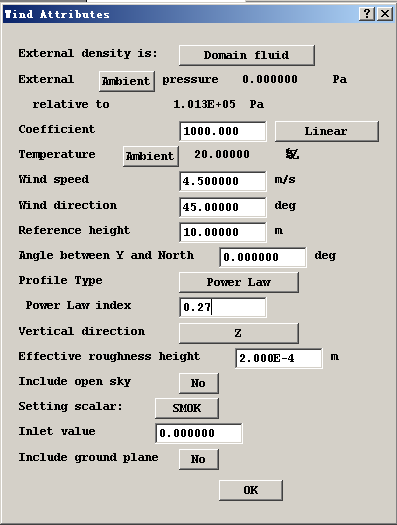 Wind Attributes
External density is: Domain fluid
External Ambient pressure 0.000000 Pa
relative to 1.013E+05 Pa
Coefficient 1000.000 Linear
Temperature Ambient 20.00000
Wind speed 4.500000 m/s
Wind direction 45.00000 deg
Reference height 10.00000 m
Angle between Y and North 0.000000 deg
Profile Type Power Law
Power Law index 0.27
Vertical direction Z
Effective roughness height 2.000E-4 m
Include open sky No
Setting scalar: SMOK
Inlet value 0.000000
Include ground plane No
OK